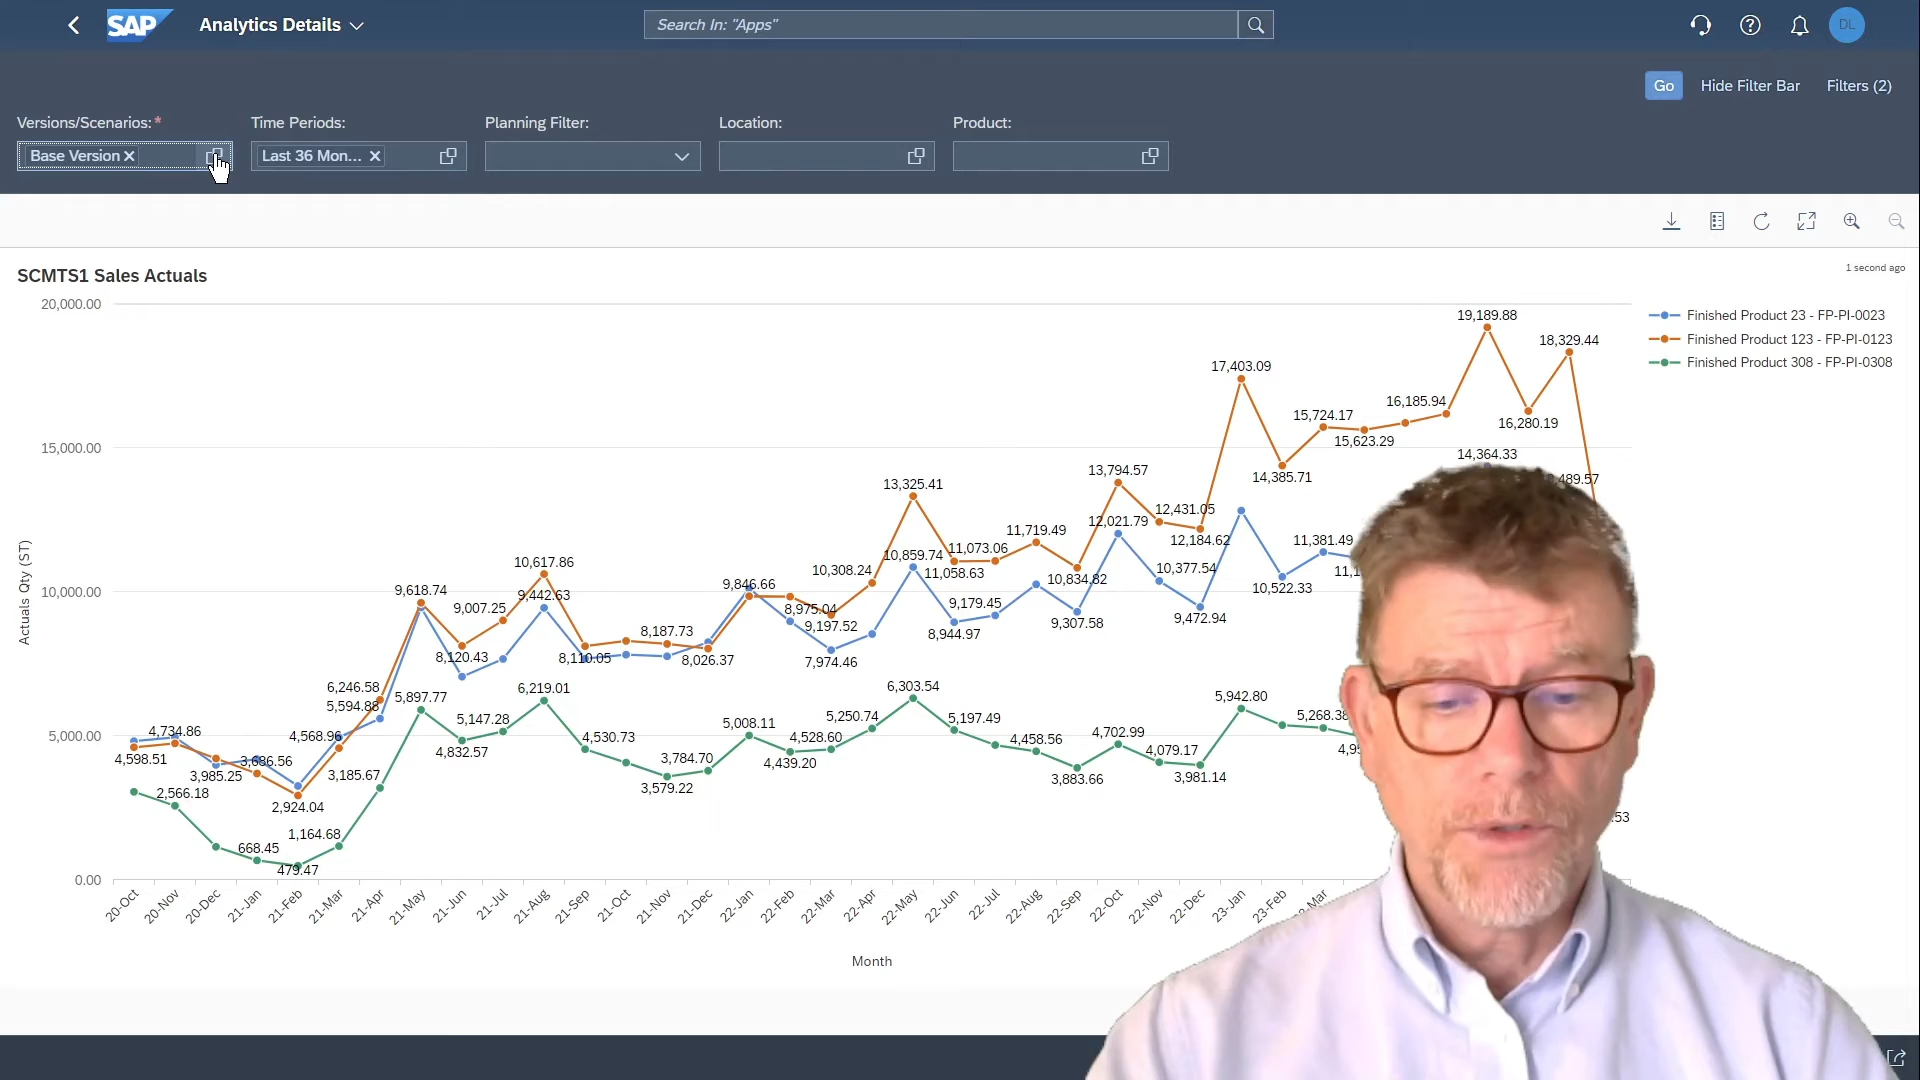 SAP
Analytics Details
Search In: "Apps"
DL
Go
Hide Filter Bar
Filters (2)
Versions/Scenarios:*
Time Periods:
Planning Filter:
Location:
Product:
Base Version
Last 36 Mon...
SCMTS1 Sales Actuals
1 second ago
Finished Product 23 - FP-PI-0023
Finished Product 123 - FP-PI-0123
Finished Product 308 - FP-PI-0308
Actuals Qty (ST)
20,000.00
15,000.00
10,000.00
5,000.00
0.00
4,598.51
4,734.86
3,985.25
3,686.56
2,924.04
4,568.96
6,246.58
5,594.88
9,618.74
8,120.43
9,007.25
10,617.86
9,442.63
8,110.05
8,187.73
8,026.37
9,846.66
8,975.04
9,197.52
7,974.46
10,308.24
13,325.41
10,859.74
11,058.63
8,944.97
11,073.06
9,179.45
11,719.49
10,834.82
9,307.58
13,794.57
12,021.79
12,431.05
10,377.54
12,184.62
9,472.94
17,403.09
14,385.71
10,522.33
15,724.17
11,381.49
15,623.29
16,185.94
19,189.88
14,364.33
16,280.19
18,329.44
2,566.18
668.45
479.47
1,164.68
3,185.67
5,897.77
4,832.57
5,147.28
6,219.01
4,530.73
3,579.22
3,784.70
5,008.11
4,439.20
4,528.60
5,250.74
6,303.54
5,197.49
4,458.56
3,883.66
4,702.99
4,079.17
3,981.14
5,942.80
5,268.38
20-Oct
20-Nov
20-Dec
21-Jan
21-Feb
21-Mar
21-Apr
21-May
21-Jun
21-Jul
21-Aug
21-Sep
21-Oct
21-Nov
21-Dec
22-Jan
22-Feb
22-Mar
22-Apr
22-May
22-Jun
22-Jul
22-Aug
22-Sep
22-Oct
22-Nov
22-Dec
23-Jan
23-Feb
Month